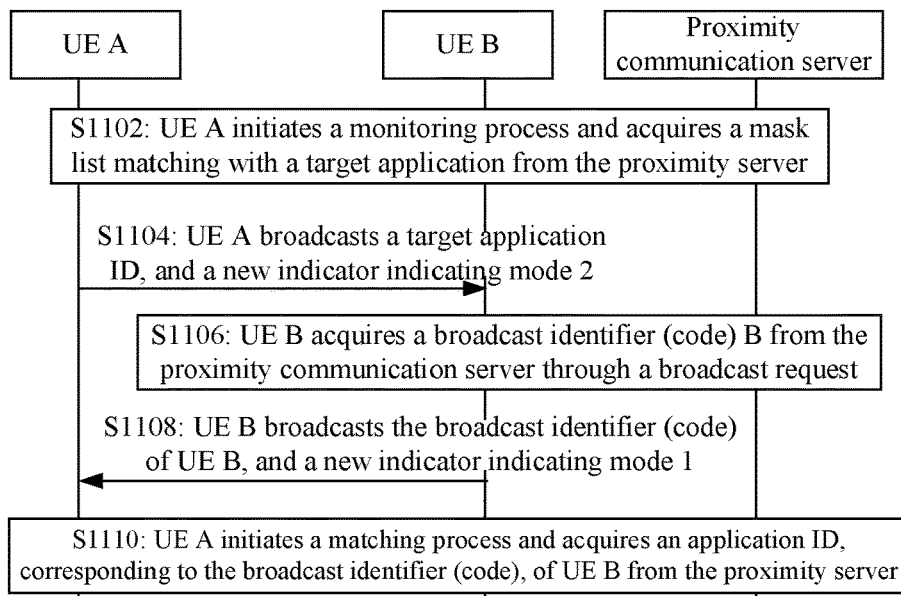 UE A
UE B
Proximity
communication server
S1102: UE A initiates a monitoring process and acquires a mask
list matching with a target application from the proximity server
S1104: UE A broadcasts a target application
ID, and a new indicator indicating mode 2
S1106: UE B acquires a broadcast identifier (code) B from the
proximity communication server through a broadcast request
S1108: UE B broadcasts the broadcast identifier (code)
of UE B, and a new indicator indicating mode 1
S1110: UE A initiates a matching process and acquires an application ID,
corresponding to the broadcast identifier (code), of UE B from the proximity server